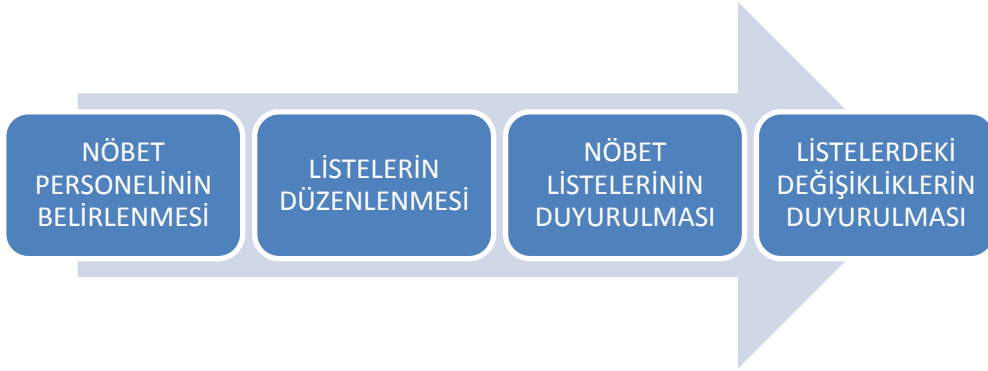 NÖBET
PERSONELİNİN
BELİRLENMESİ
LİSTELERİN
DÜZENLENMESİ
NÖBET
LİSTELERİNİN
DUYURULMASI
LİSTELERDEKİ
DEĞİŞİKLİKLERİN
DUYURULMASI